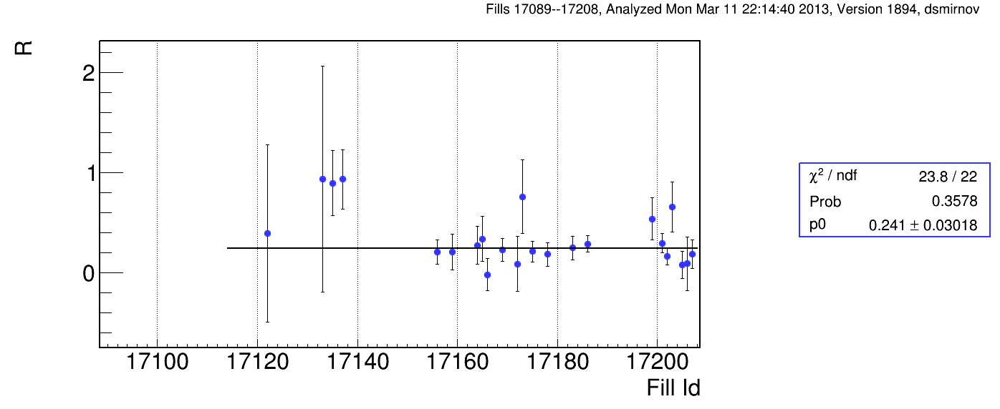 Fills 17089--17208, Analyzed Mon Mar 11 22:14:40 2013, Version 1894, dsmirnov
R
2
1
0
17100 17120 17140 17160 17180 17200
Fill Id
χ² / ndf 23.8 / 22
Prob 0.3578
p0 0.241 ± 0.03018